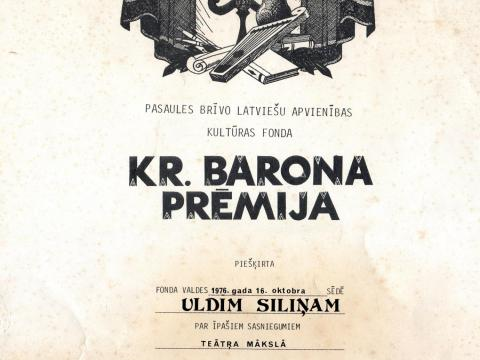 PASAULES BRĪVO LATVIEŠU APVIENĪBAS
KULTŪRAS FONDA
KR. BARONA
PRĒMIJA
PIEŠĶIRTA
FONDA VALDES 1976. gada 16. oktobra SĒDĒ
ULDIM SILIŅAM
PAR ĪPAŠIEM SASNIEGUMIEM
TEĀTŖA MĀKSLĀ